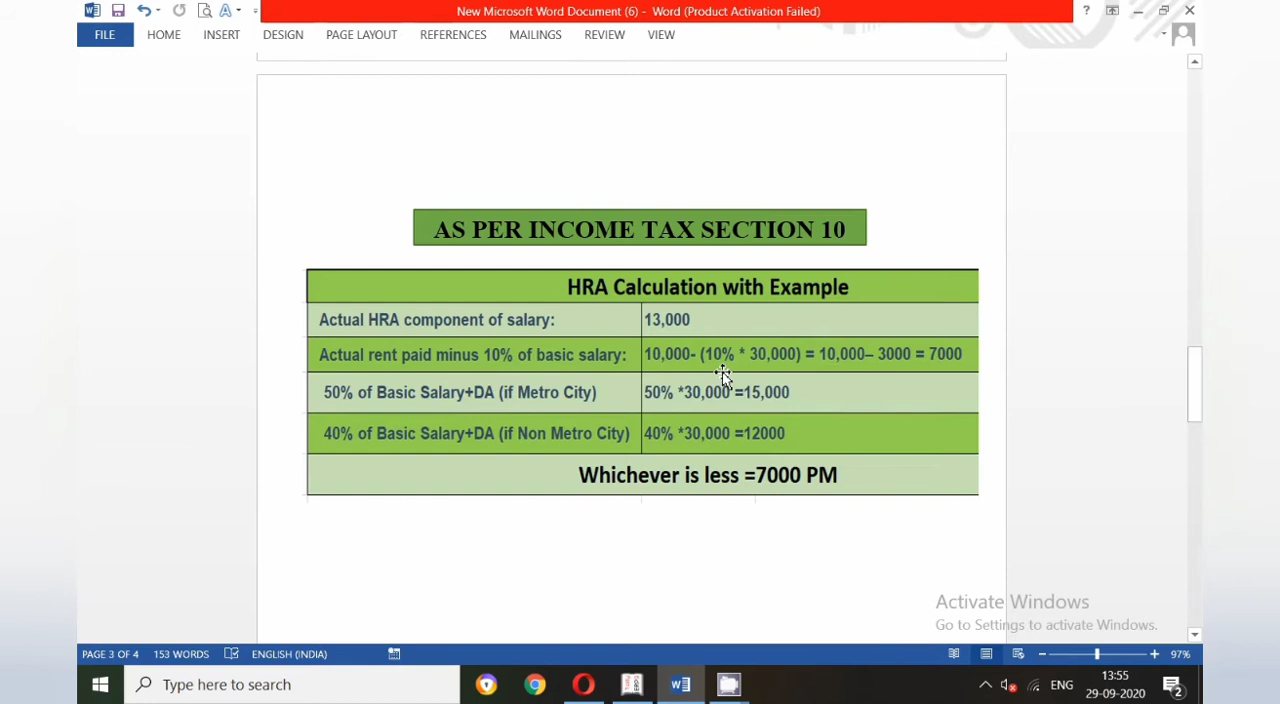 New Microsoft Word Document (6) - Word (Product Activation Failed)
FILE HOME INSERT DESIGN PAGE LAYOUT REFERENCES MAILINGS REVIEW VIEW
AS PER INCOME TAX SECTION 10
HRA Calculation with Example
Actual HRA component of salary: 13,000
Actual rent paid minus 10% of basic salary: 10,000- (10% * 30,000) = 10,000– 3000 = 7000
50% of Basic Salary+DA (if Metro City) 50% *30,000 =15,000
40% of Basic Salary+DA (if Non Metro City) 40% *30,000 =12000
Whichever is less =7000 PM
Activate Windows
Go to Settings to activate Windows.
PAGE 3 OF 4 153 WORDS ENGLISH (INDIA) 97%
Type here to search ENG 13:55
29-09-2020 2